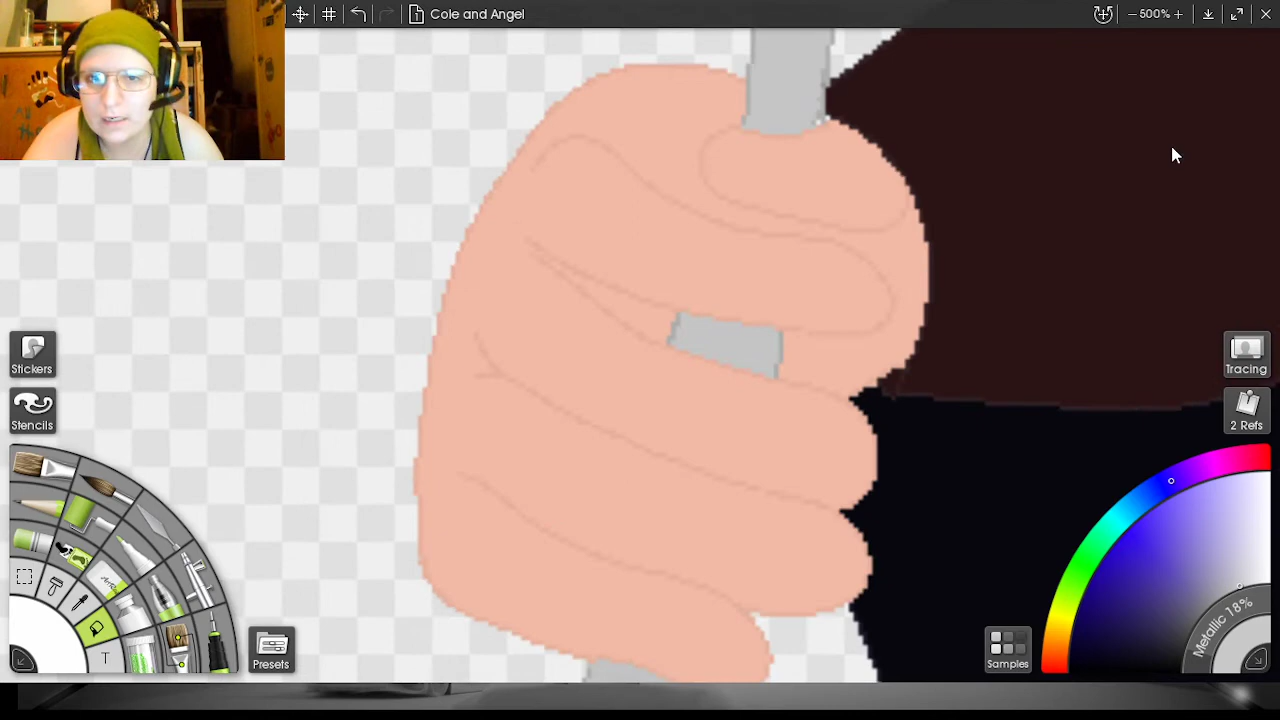 Cole and Angel
500%
Stickers
Stencils
Tracing
2 Refs
Presets
Samples
Metallic 18%
T